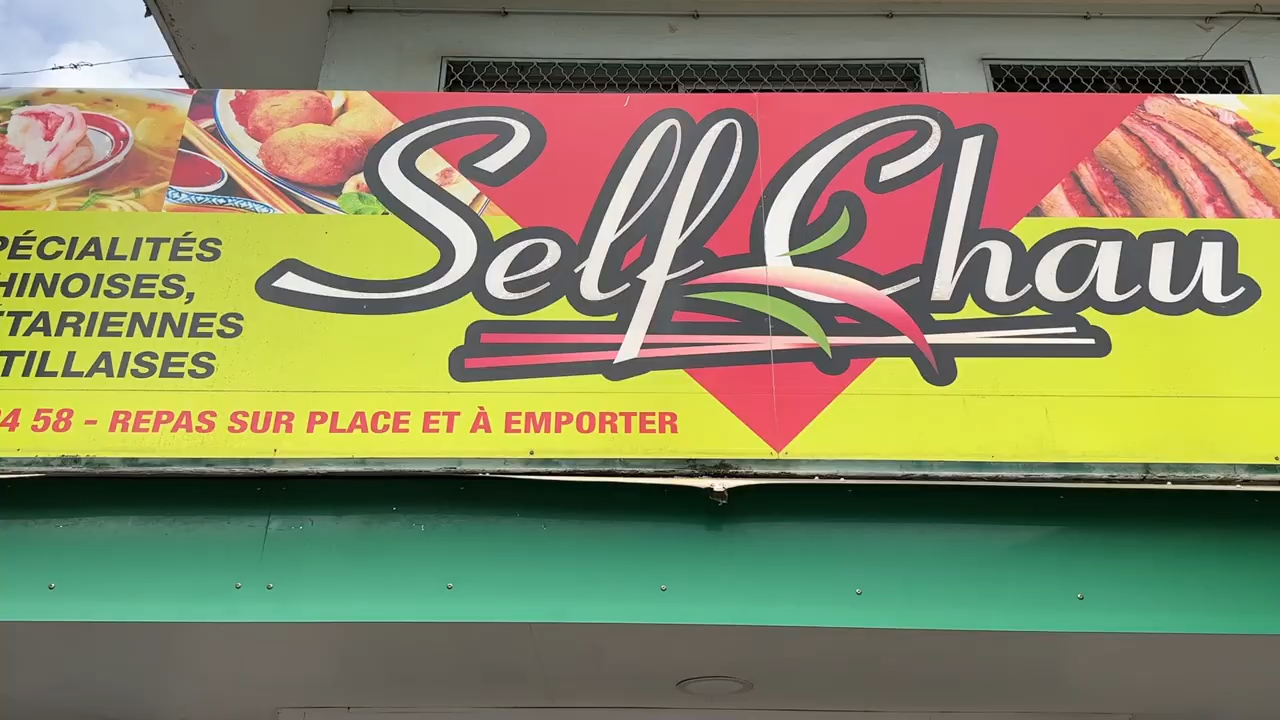 Self Chau
PÉCIALITÉS
HINOISES,
TARIENNES
TILLAISES
4 58 - REPAS SUR PLACE ET À EMPORTER